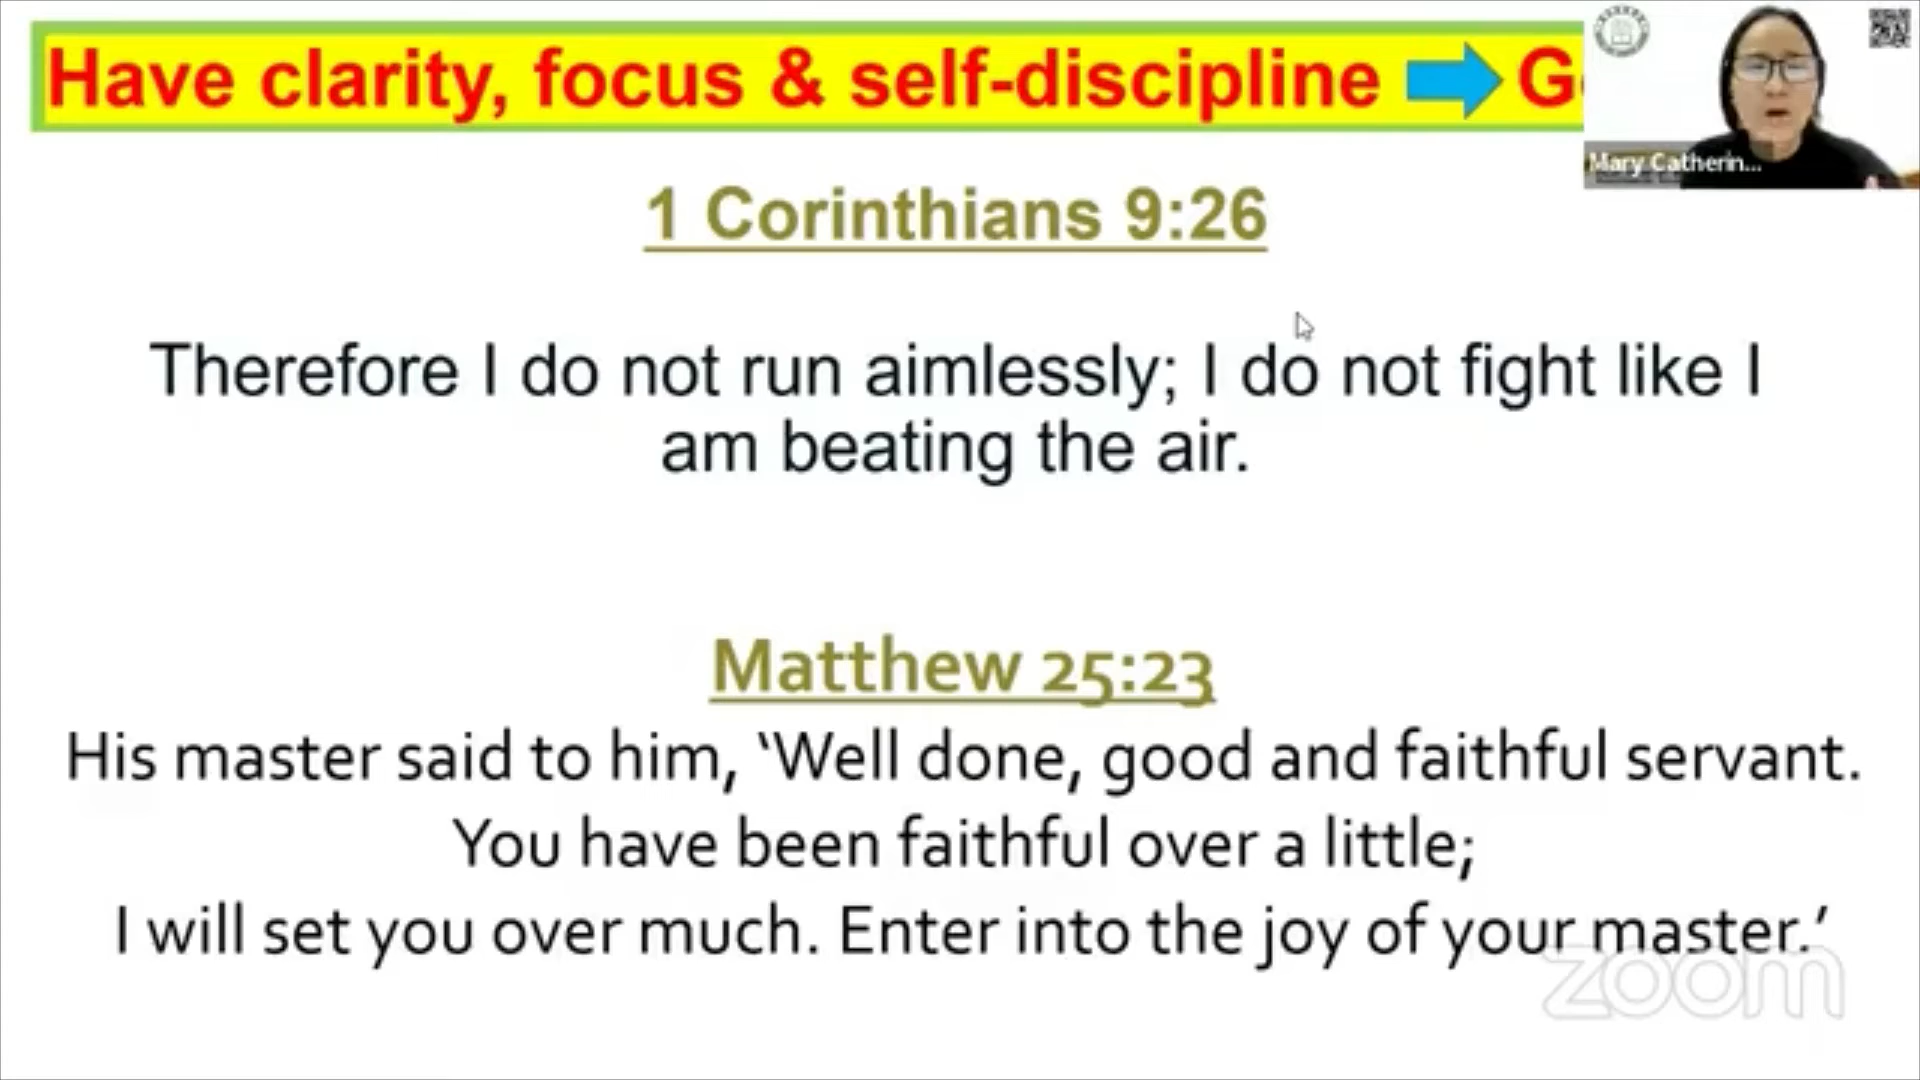 Have clarity, focus & self-discipline
Mary Catherin...
1 Corinthians 9:26
Therefore I do not run aimlessly; I do not fight like I
am beating the air.
Matthew 25:23
His master said to him, ‘Well done, good and faithful servant.
You have been faithful over a little;
I will set you over much. Enter into the joy of your master.’
zoom